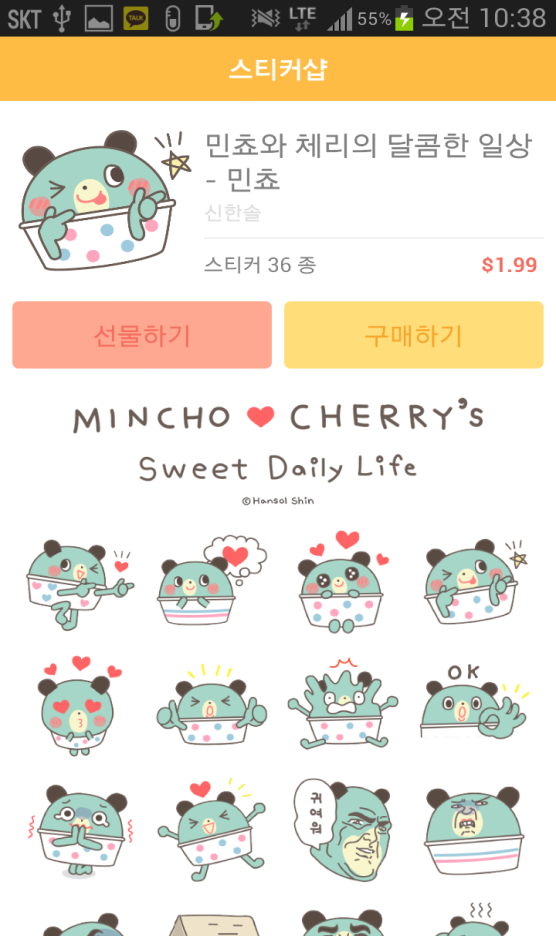 SKT TALK LTE 55% 오전 10:38
스티커샵
민쵸와 체리의 달콤한 일상
- 민쵸
신한솔
스티커 36 종 $1.99
선물하기 구매하기
MINCHO CHERRY's
Sweet Daily Life
©Hansol Shin
OK
귀여워